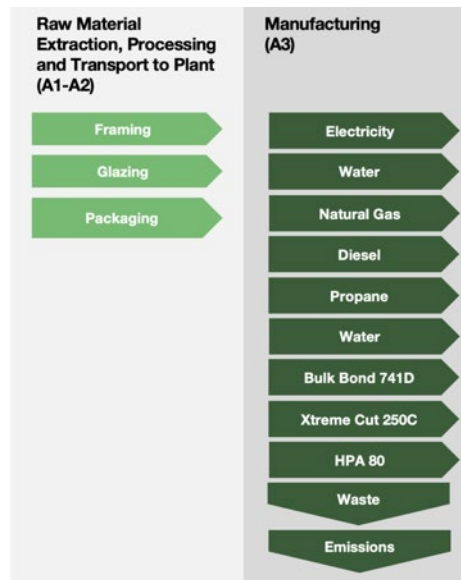 Raw Material
Extraction, Processing
and Transport to Plant
(A1-A2)
Framing
Glazing
Packaging
Manufacturing
(A3)
Electricity
Water
Natural Gas
Diesel
Propane
Water
Bulk Bond 741D
Xtreme Cut 250C
HPA 80
Waste
Emissions